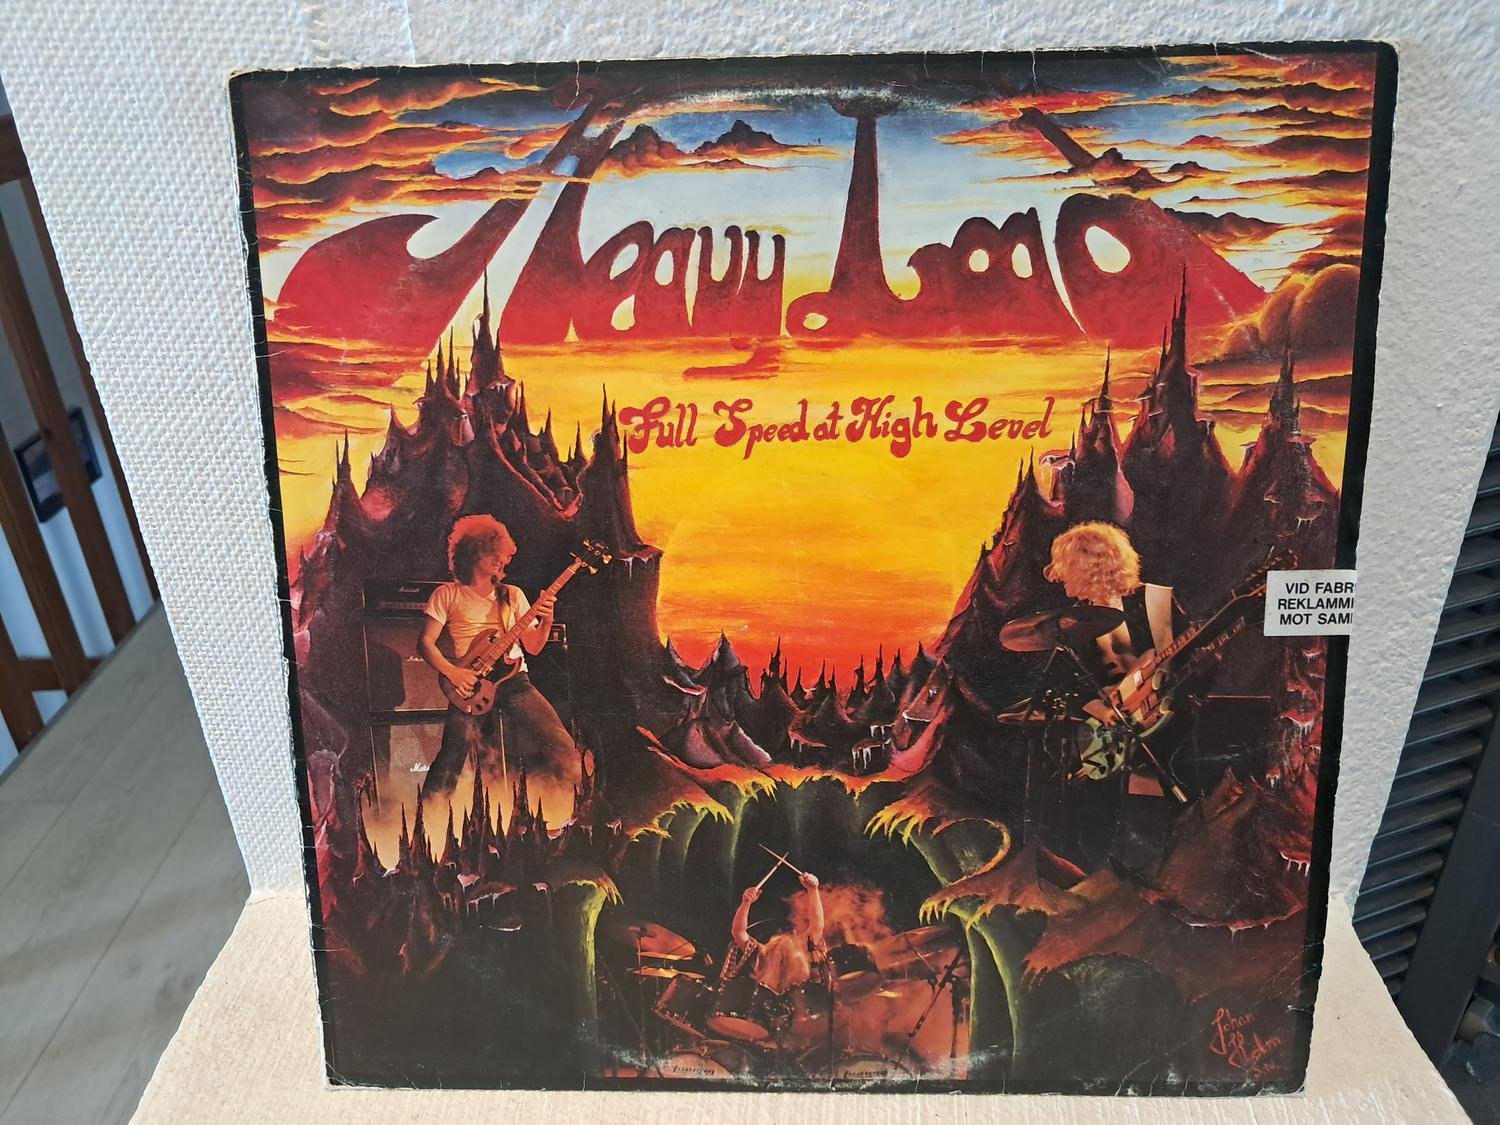 Heavy Load
Full Speed at High Level
VID FABR
REKLAMM
MOT SAM
Johan
Holm